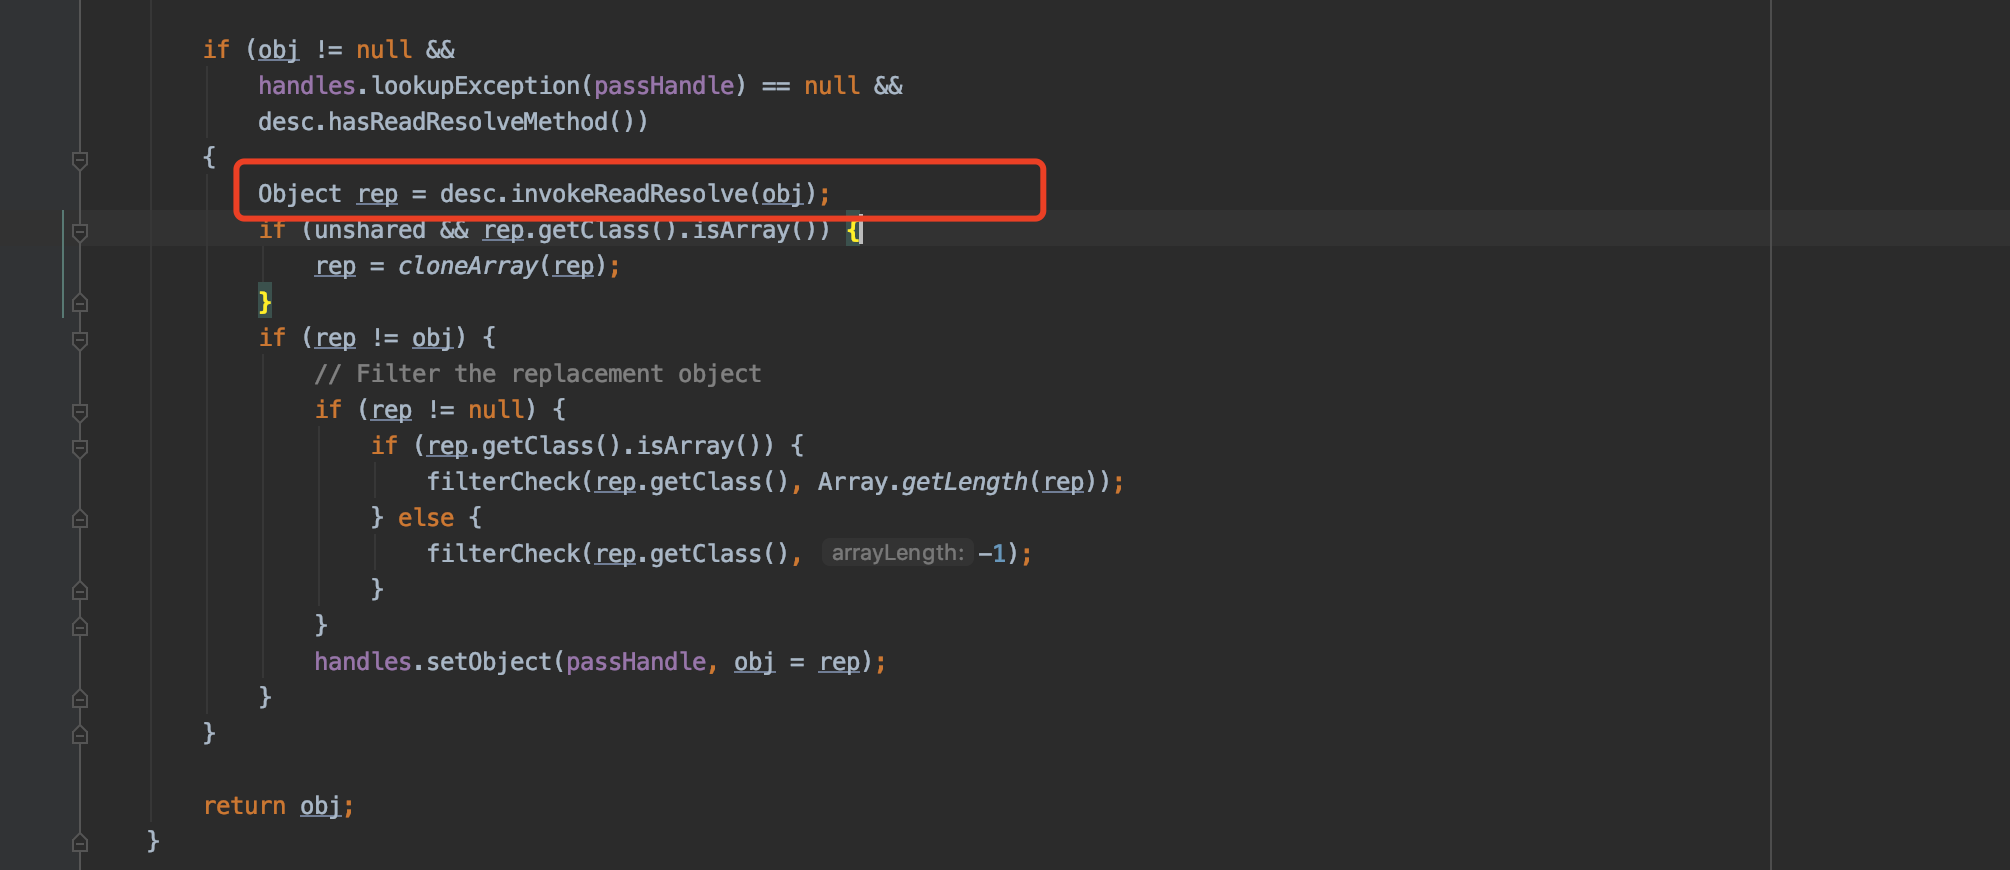 if (obj != null &&
handles.lookupException(passHandle) == null &&
desc.hasReadResolveMethod())
{
Object rep = desc.invokeReadResolve(obj);
if (unshared && rep.getClass().isArray()) {
rep = cloneArray(rep);
}
if (rep != obj) {
// Filter the replacement object
if (rep != null) {
if (rep.getClass().isArray()) {
filterCheck(rep.getClass(), Array.getLength(rep));
} else {
filterCheck(rep.getClass(), arrayLength: -1);
}
}
handles.setObject(passHandle, obj = rep);
}
}
return obj;
}